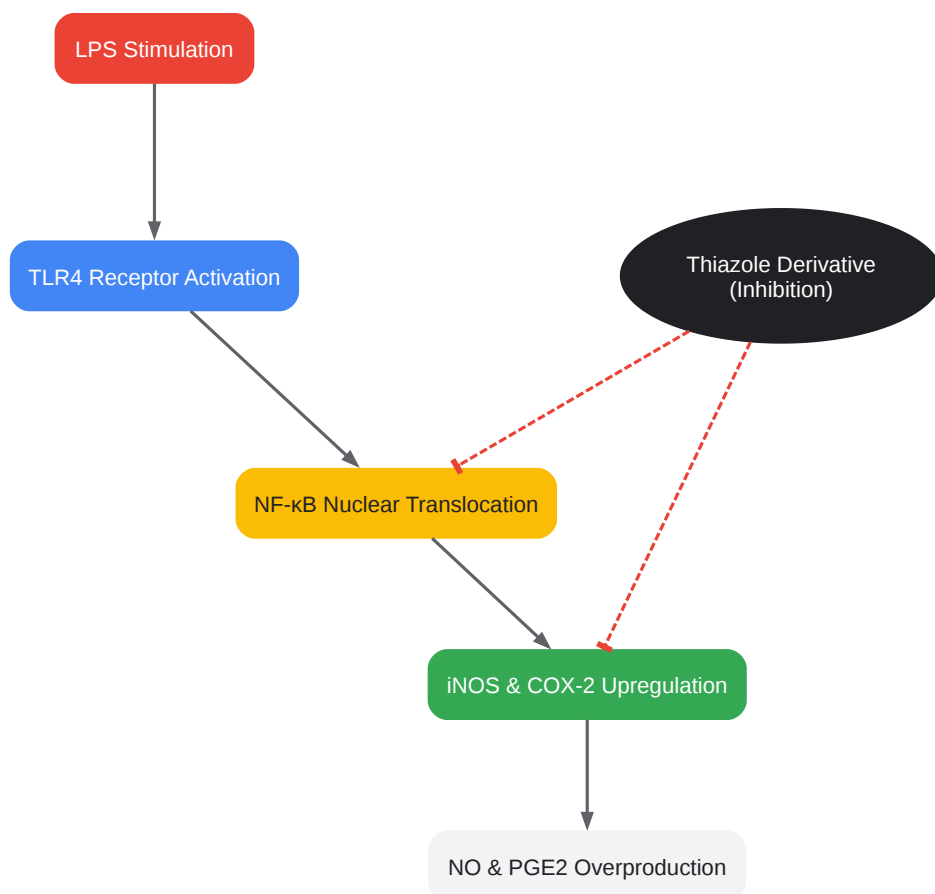 LPS Stimulation
TLR4 Receptor Activation
Thiazole Derivative
(Inhibition)
NF-κB Nuclear Translocation
iNOS & COX-2 Upregulation
NO & PGE2 Overproduction